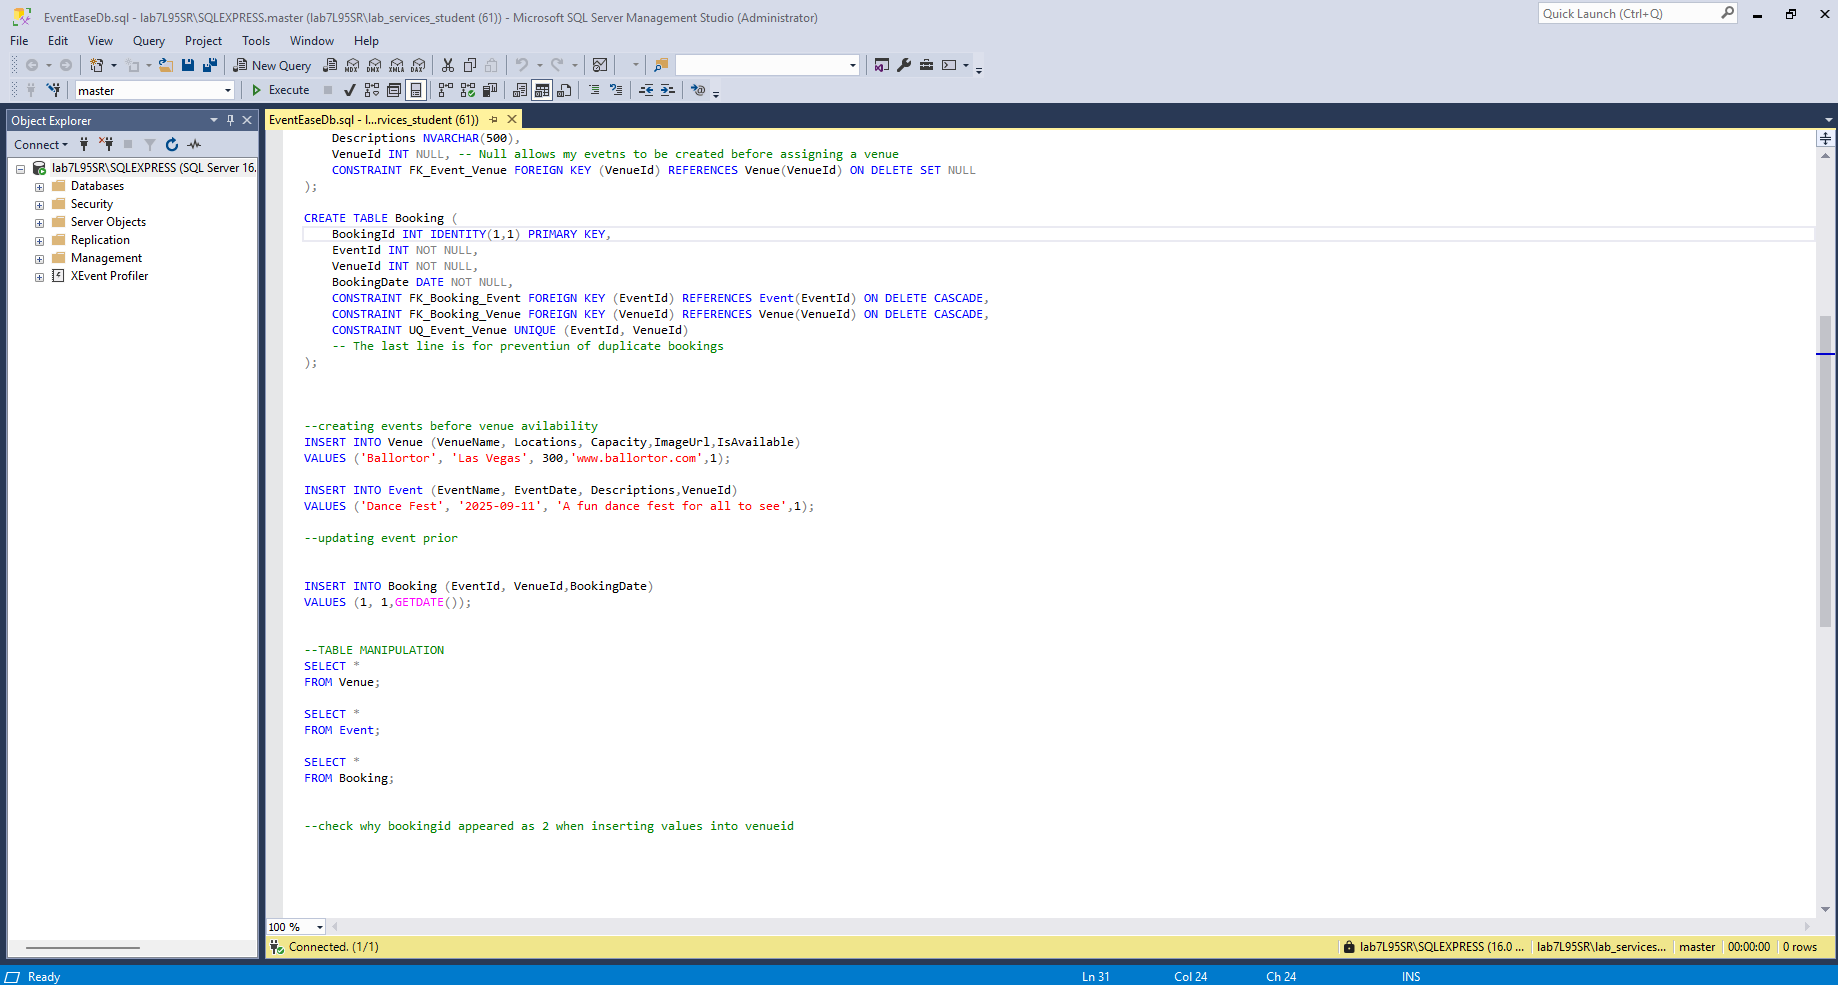 EventEaseDb.sql - lab7L95SR\SQLEXPRESS.master (lab7L95SR\lab_services_student (61)) - Microsoft SQL Server Management Studio (Administrator)
Quick Launch (Ctrl+Q)
File Edit View Query Project Tools Window Help
New Query
MDX DMX XMLA DAX
master
Execute
Object Explorer
Connect
lab7L95SR\SQLEXPRESS (SQL Server 16.
Databases
Security
Server Objects
Replication
Management
XEvent Profiler
EventEaseDb.sql - l...rvices_student (61))
Descriptions NVARCHAR(500),
VenueId INT NULL, -- Null allows my evetns to be created before assigning a venue
CONSTRAINT FK_Event_Venue FOREIGN KEY (VenueId) REFERENCES Venue(VenueId) ON DELETE SET NULL
);
CREATE TABLE Booking (
BookingId INT IDENTITY(1,1) PRIMARY KEY,
EventId INT NOT NULL,
VenueId INT NOT NULL,
BookingDate DATE NOT NULL,
CONSTRAINT FK_Booking_Event FOREIGN KEY (EventId) REFERENCES Event(EventId) ON DELETE CASCADE,
CONSTRAINT FK_Booking_Venue FOREIGN KEY (VenueId) REFERENCES Venue(VenueId) ON DELETE CASCADE,
CONSTRAINT UQ_Event_Venue UNIQUE (EventId, VenueId)
-- The last line is for preventiun of duplicate bookings
);
--creating events before venue avilability
INSERT INTO Venue (VenueName, Locations, Capacity,ImageUrl,IsAvailable)
VALUES ('Ballortor', 'Las Vegas', 300,'www.ballortor.com',1);
INSERT INTO Event (EventName, EventDate, Descriptions,VenueId)
VALUES ('Dance Fest', '2025-09-11', 'A fun dance fest for all to see',1);
--updating event prior
INSERT INTO Booking (EventId, VenueId,BookingDate)
VALUES (1, 1,GETDATE());
--TABLE MANIPULATION
SELECT *
FROM Venue;
SELECT *
FROM Event;
SELECT *
FROM Booking;
--check why bookingid appeared as 2 when inserting values into venueid
100 %
Connected. (1/1)
lab7L95SR\SQLEXPRESS (16.0 ... lab7L95SR\lab_services... master 00:00:00 0 rows
Ready
Ln 31 Col 24 Ch 24 INS